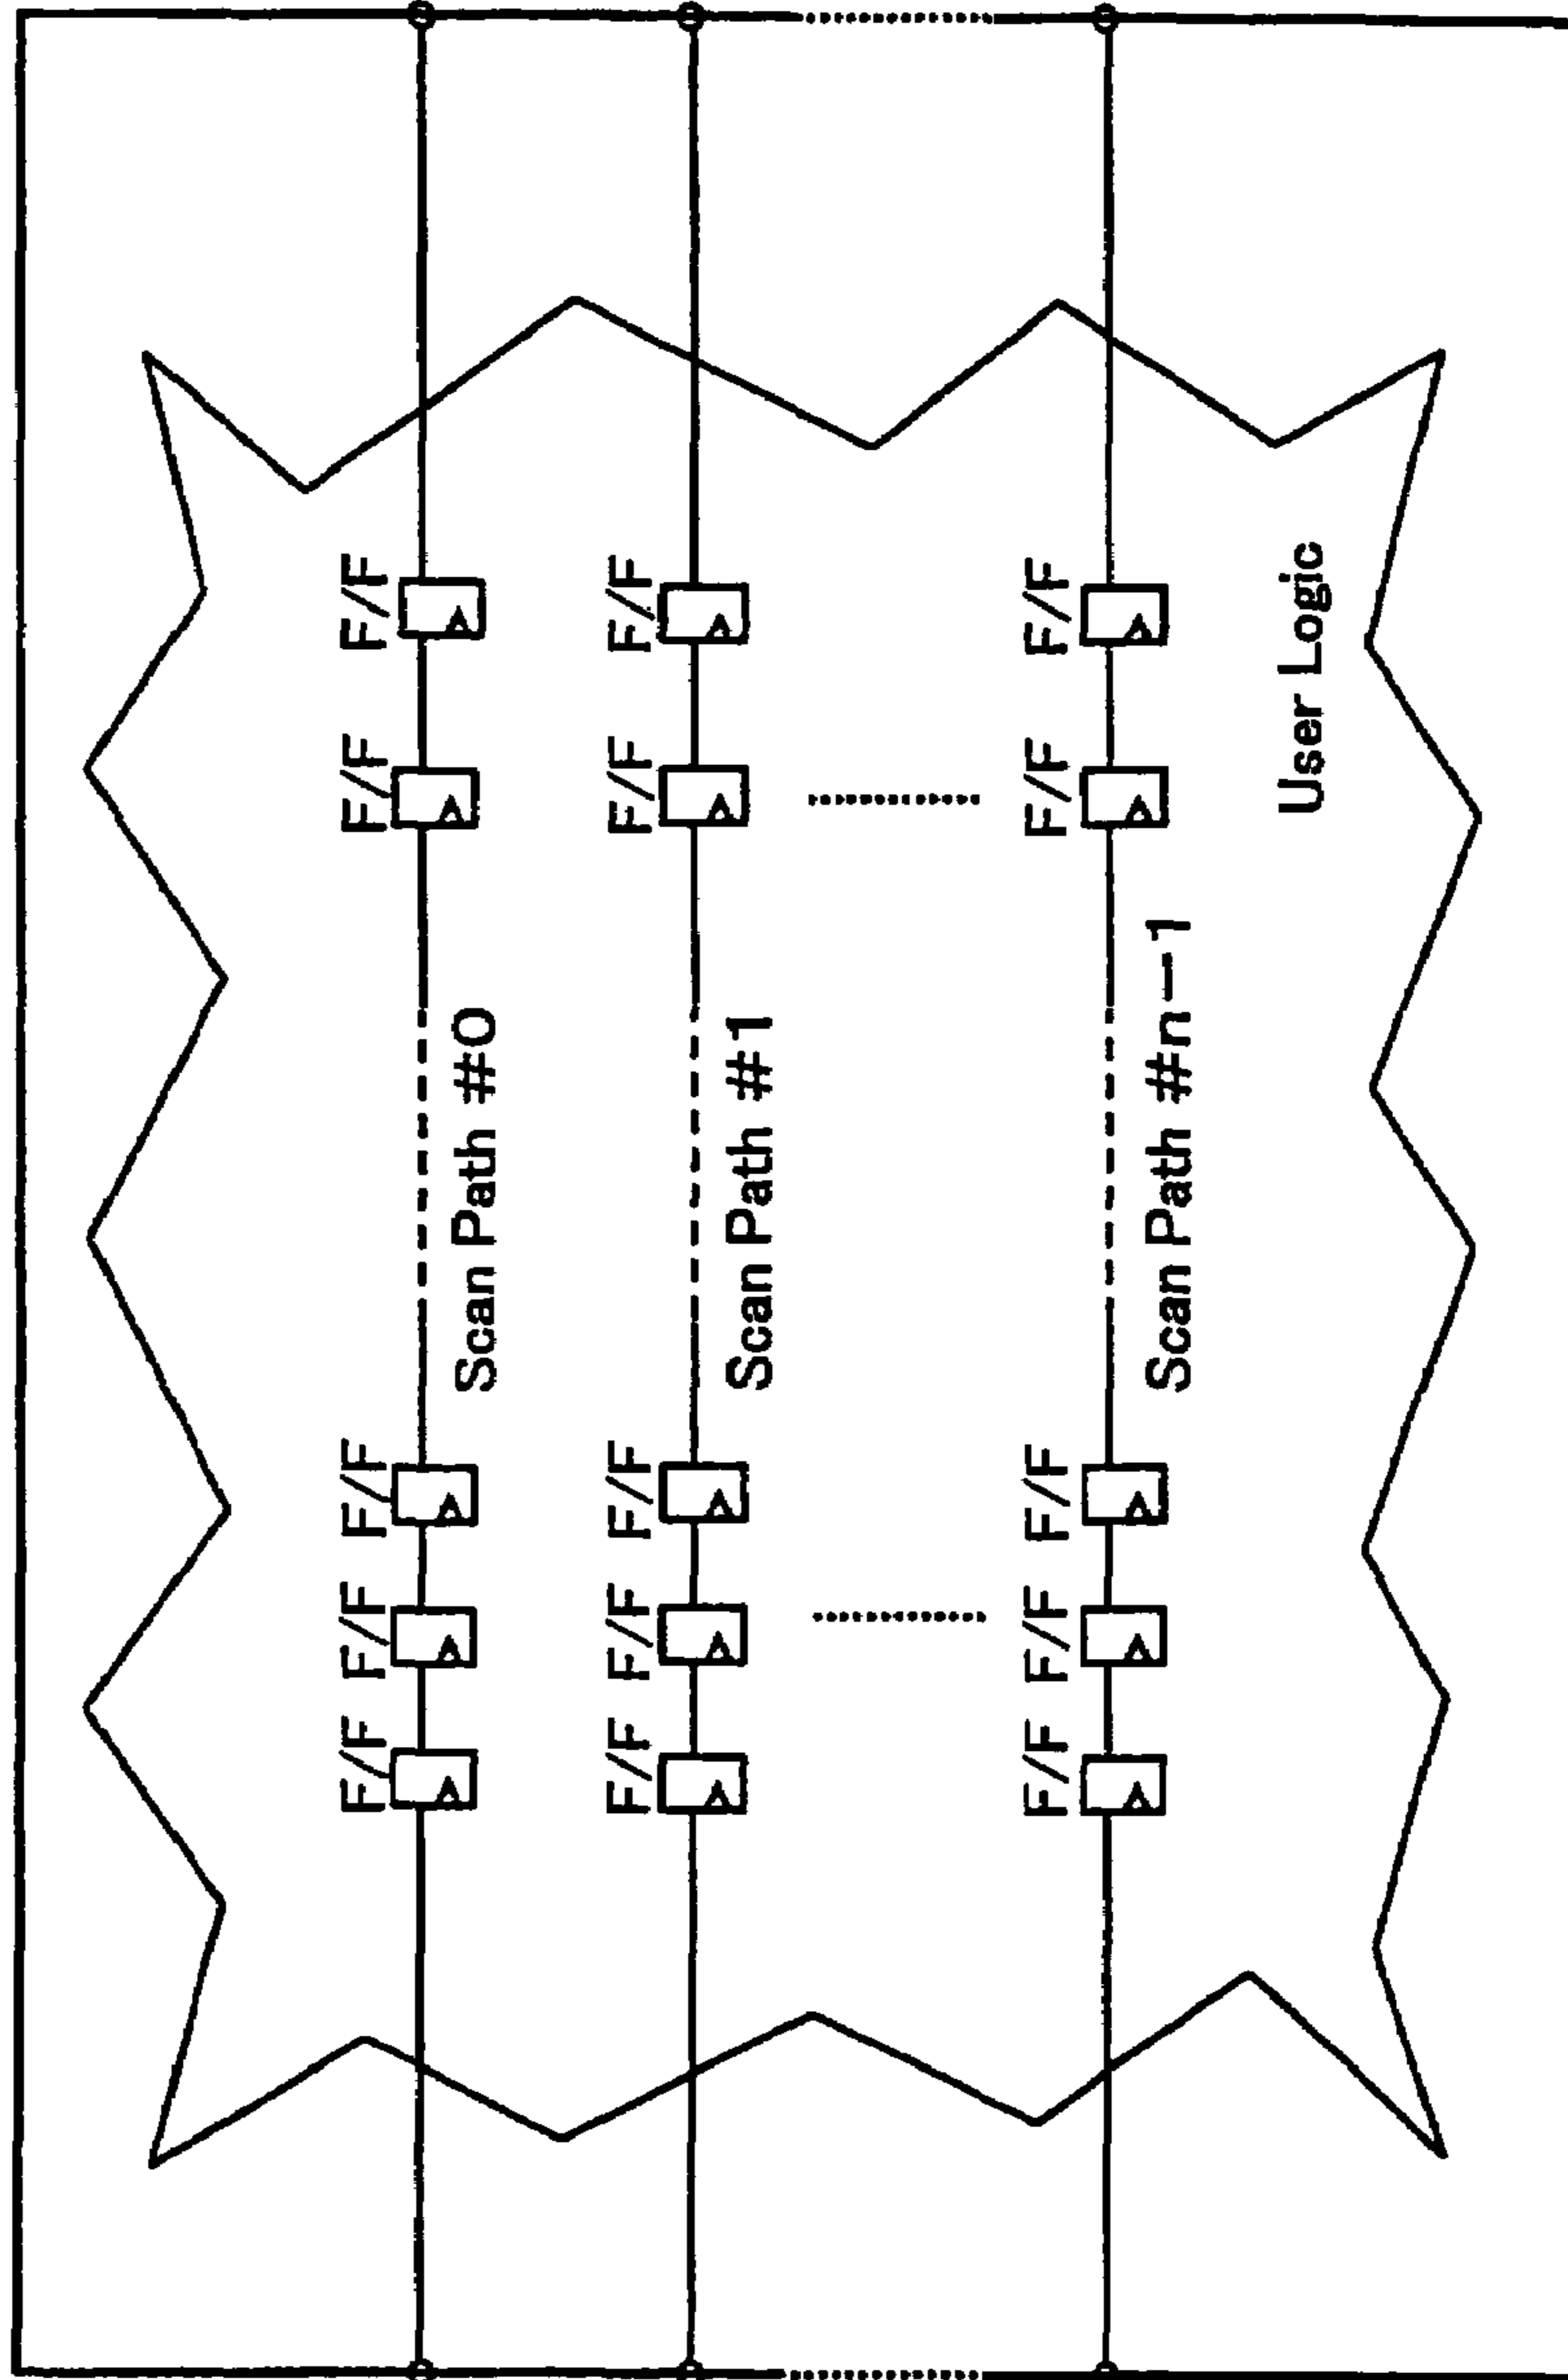 F/F F/F F/F F/F F/F
Scan Path #0
F/F F/F F/F F/F F/F
Scan Path #1
F/F F/F F/F F/F F/F
Scan Path #n-1
User Logic